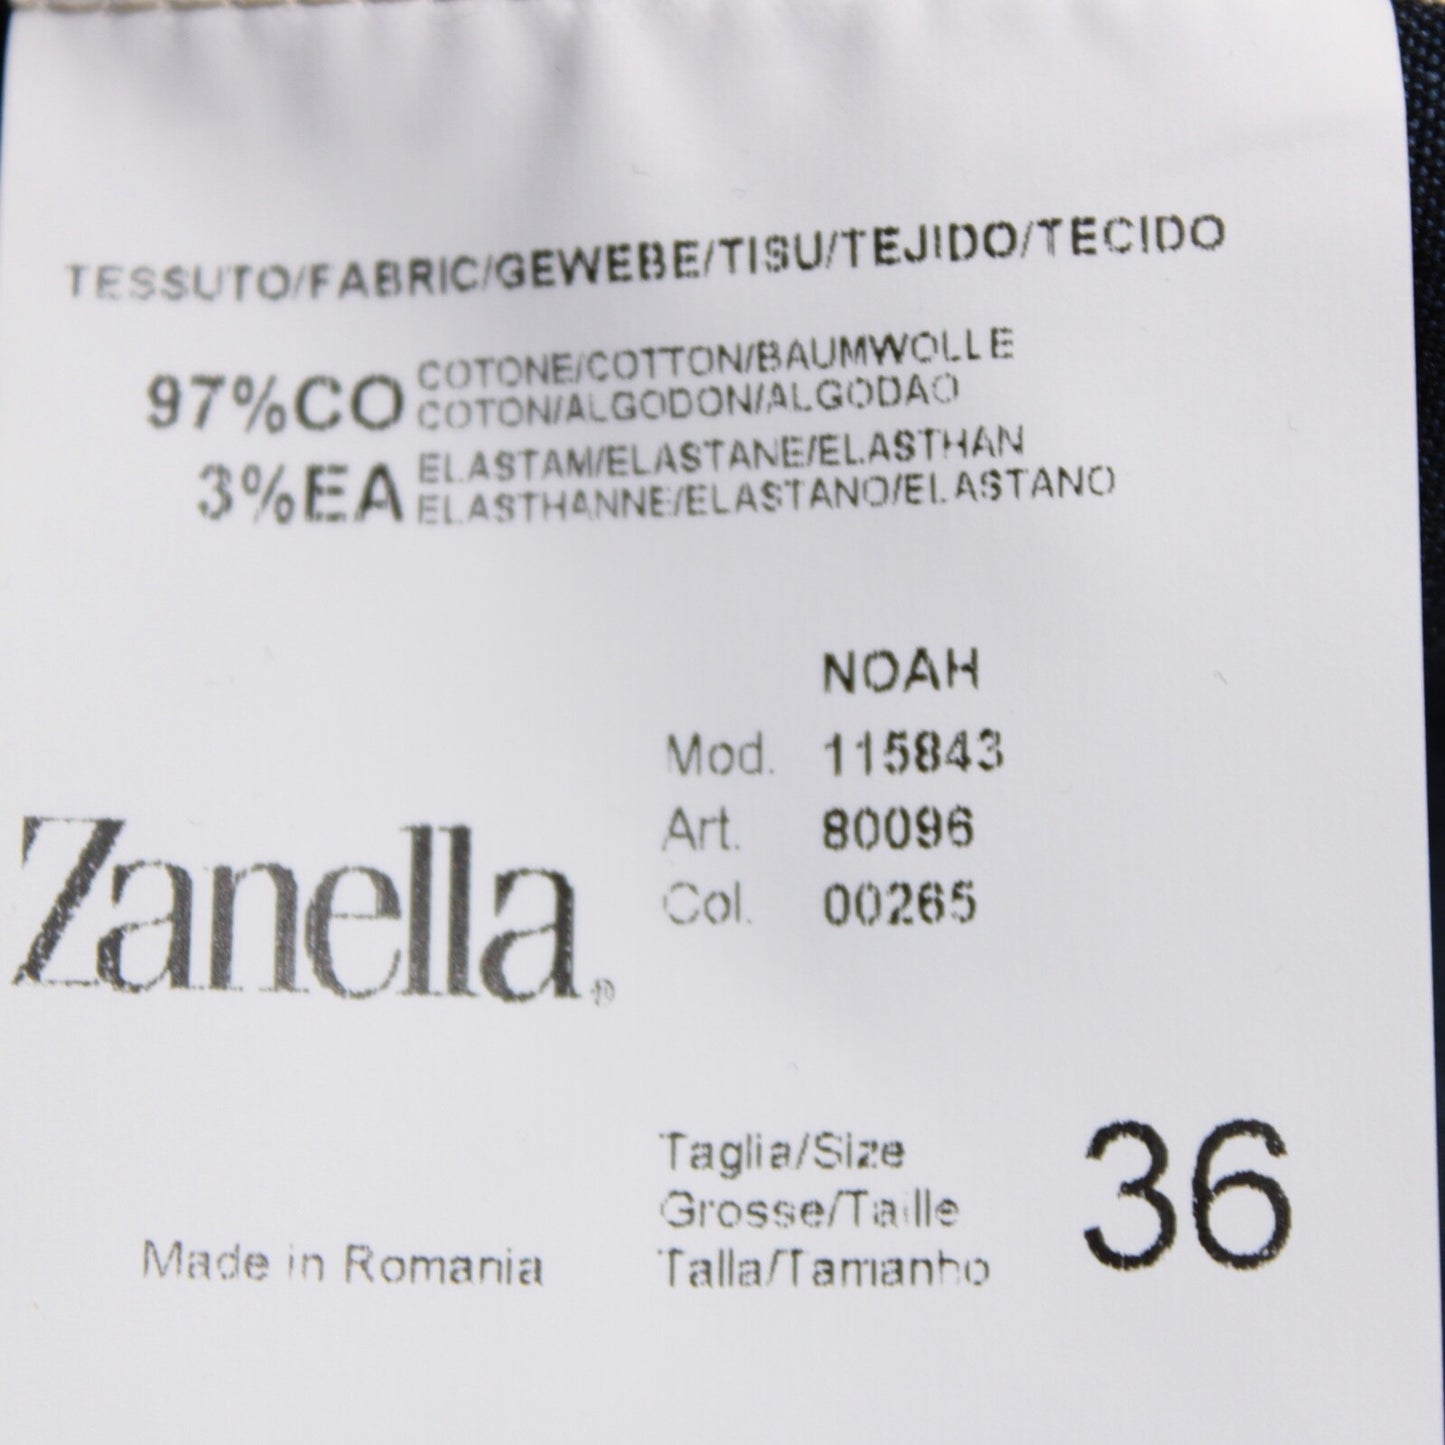 TESSUTO/FABRIC/GEWEBE/TISU/TEJIDO/TECIDO
97%CO COTONE/COTTON/BAUMWOLLE
COTON/ALGODON/ALGODAO
3%EA ELASTAM/ELASTANE/ELASTHAN
ELASTHANNE/ELASTANO/ELASTANO
NOAH
Mod. 115843
Art. 80096
Col. 00265
Zanella®
Taglia/Size
Grosse/Taille
Talla/Tamanho
36
Made in Romania